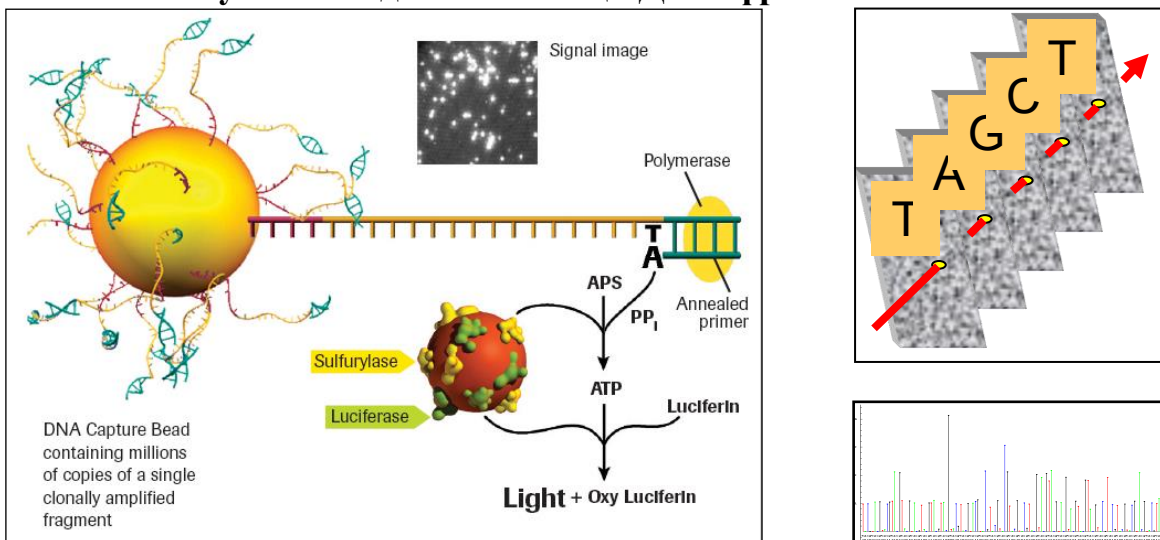 Signal image
Polymerase
T
A
Annealed
primer
APS
PPI
Sulfurylase
ATP
Luciferase
Luciferin
Light + Oxy Luciferin
DNA Capture Bead
containing millions
of copies of a single
clonally amplified
fragment
T
C
G
A
T